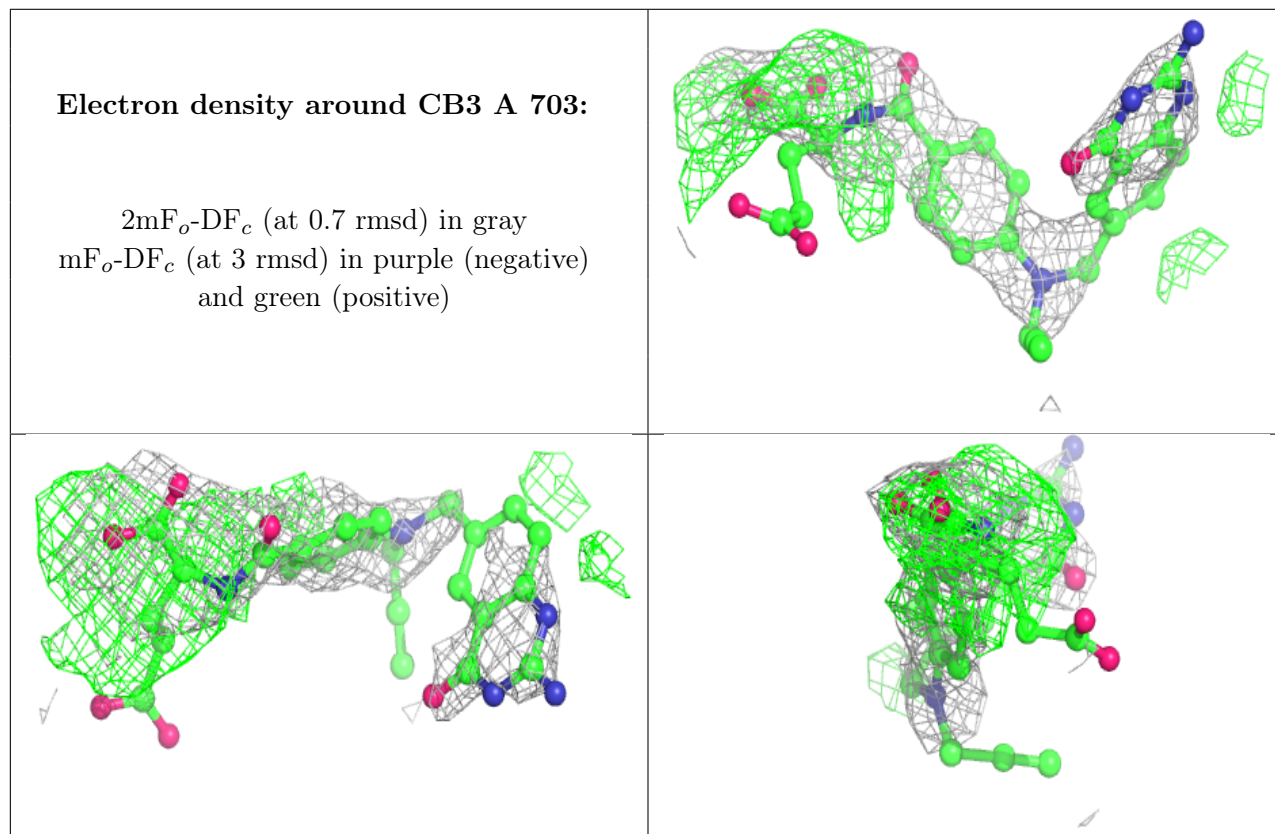 Electron density around CB3 A 703:
2mFo-DFc (at 0.7 rmsd) in gray
mFo-DFc (at 3 rmsd) in purple (negative)
and green (positive)